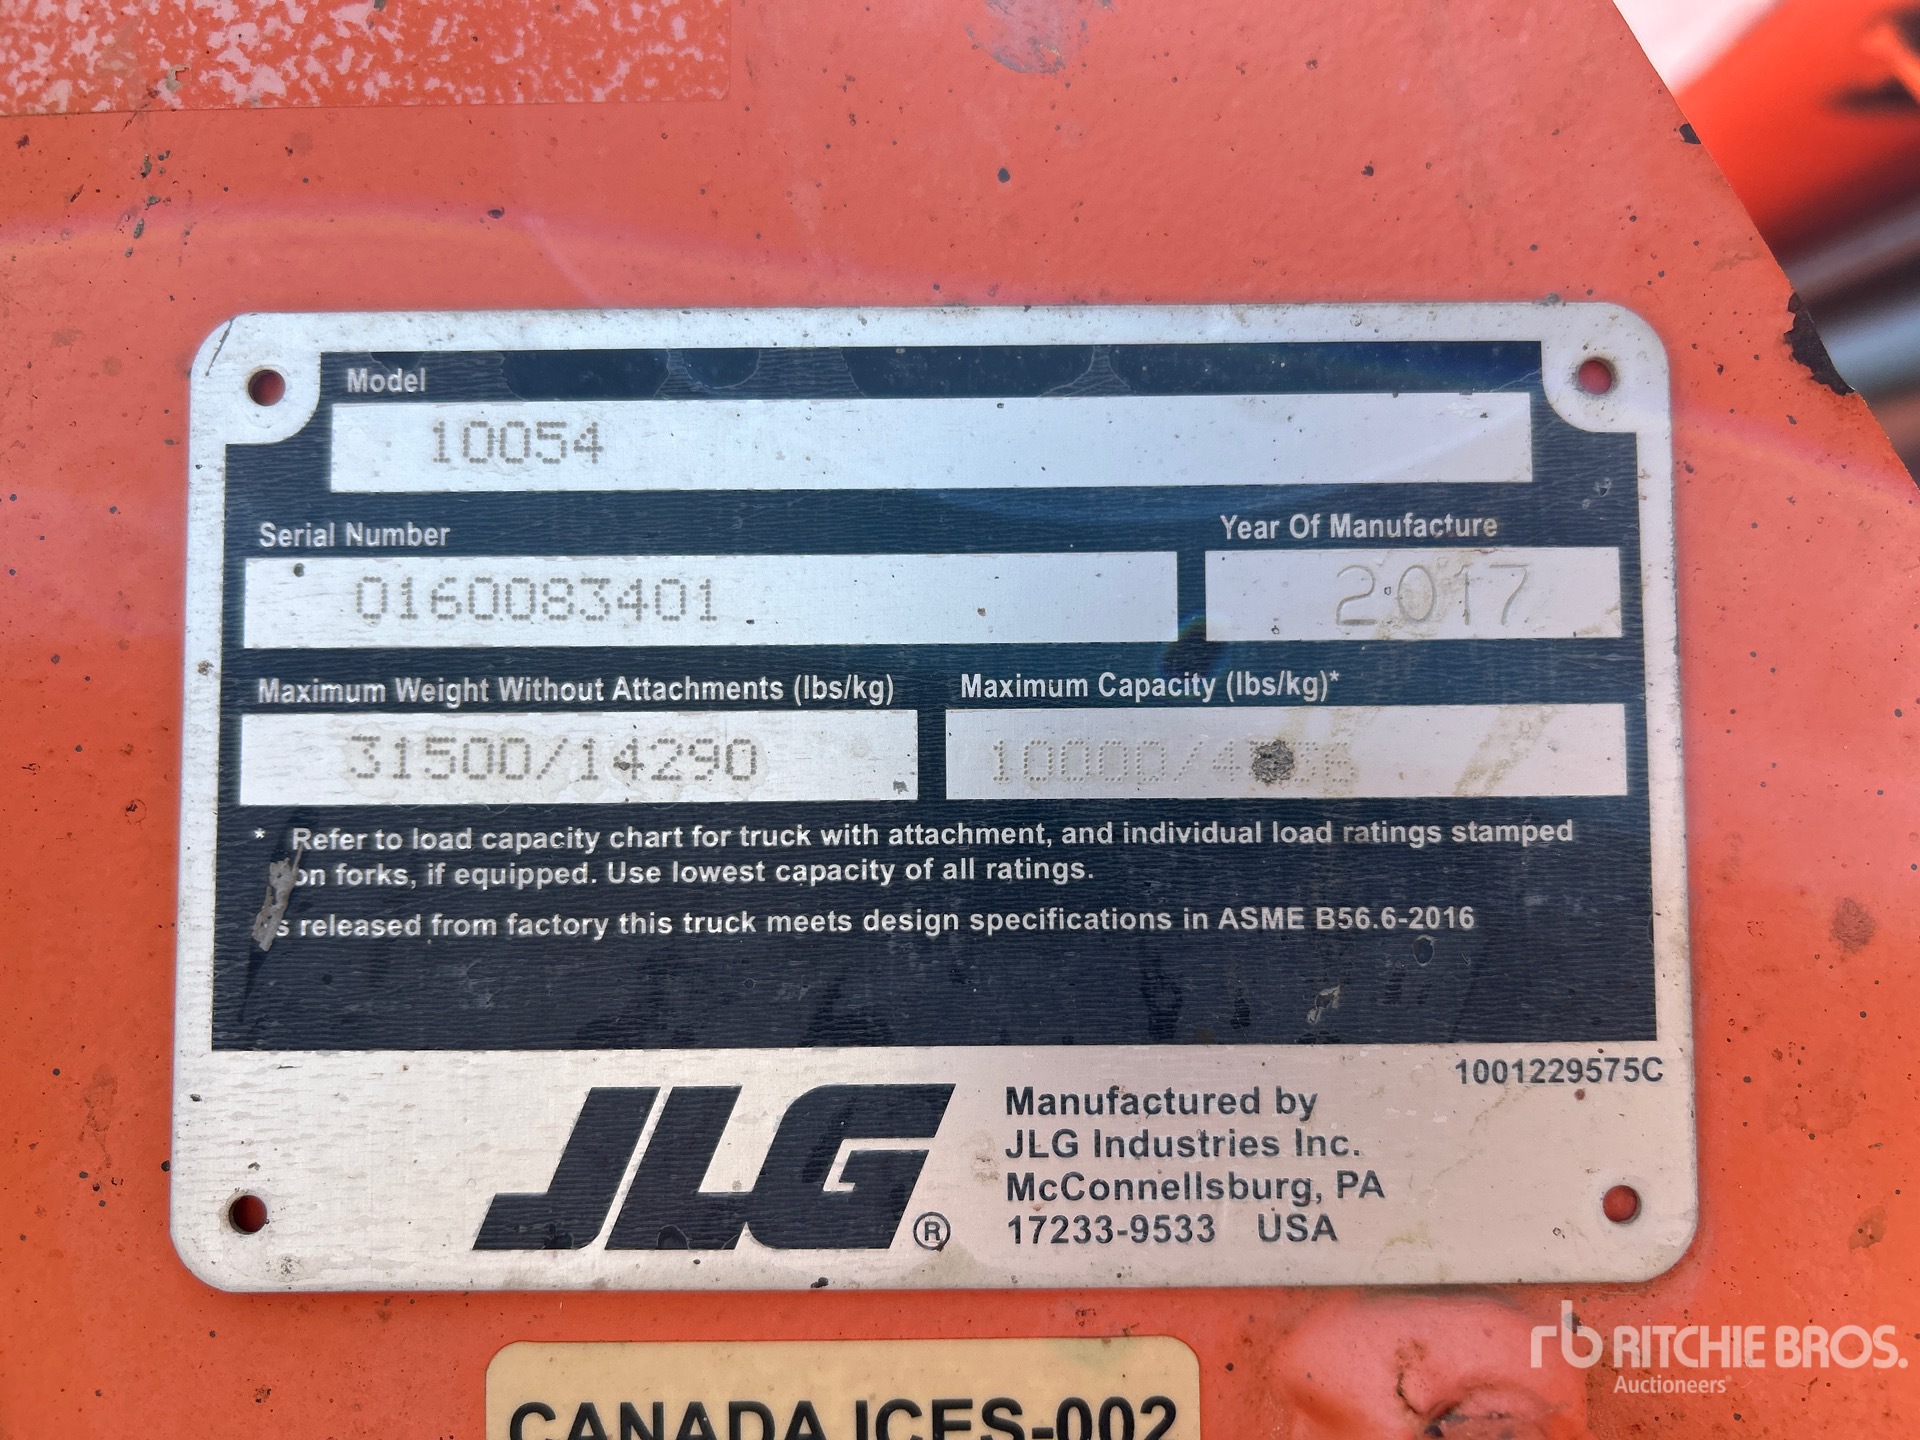 Model
10054
Serial Number
0160083401
Year Of Manufacture
2017
Maximum Weight Without Attachments (lbs/kg)
31500/14290
Maximum Capacity (lbs/kg)*
* Refer to load capacity chart for truck with attachment, and individual load ratings stamped
on forks, if equipped. Use lowest capacity of all ratings.
released from factory this truck meets design specifications in ASME B56.6-2016
1001229575C
JLG®
Manufactured by
JLG Industries Inc.
McConnellsburg, PA
17233-9533 USA
CANADA ICES-002
rb RITCHIE BROS.
Auctioneers